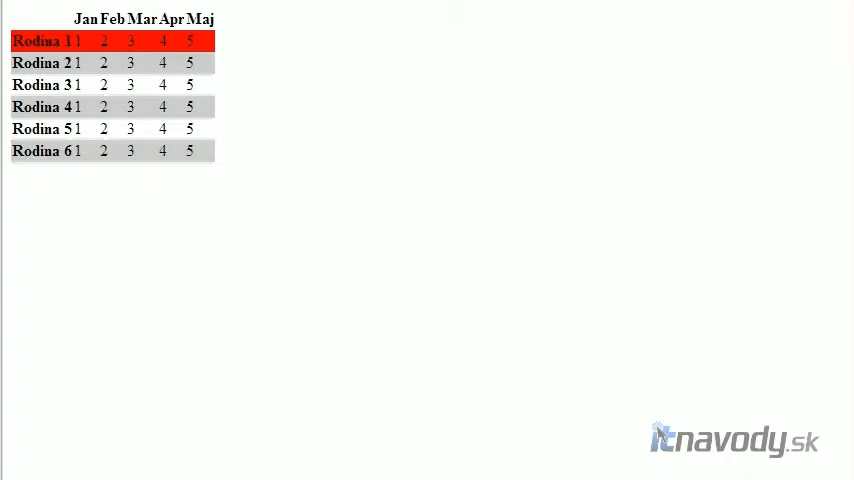 Jan Feb Mar Apr Maj
Rodina 1 1 2 3 4 5
Rodina 2 1 2 3 4 5
Rodina 3 1 2 3 4 5
Rodina 4 1 2 3 4 5
Rodina 5 1 2 3 4 5
Rodina 6 1 2 3 4 5
itnavody.sk